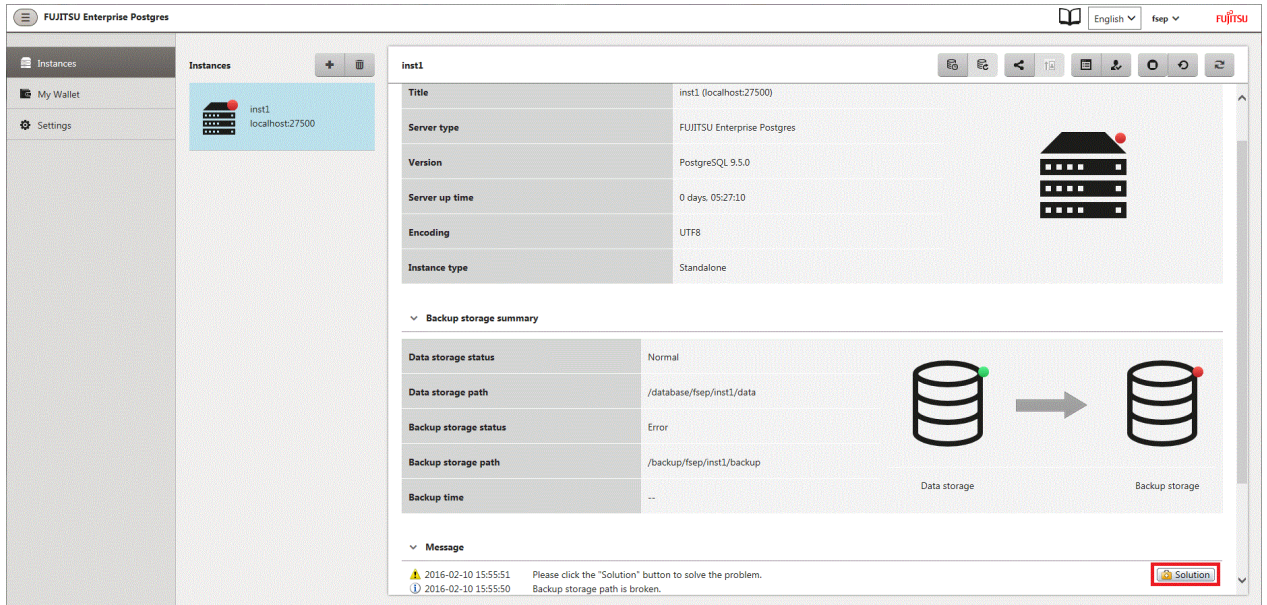 FUJITSU Enterprise Postgres
English
fsep
FUJITSU
Instances
My Wallet
Settings
Instances
inst1
localhost:27500
inst1
Title inst1 (localhost:27500)
Server type FUJITSU Enterprise Postgres
Version PostgreSQL 9.5.0
Server up time 0 days, 05:27:10
Encoding UTF8
Instance type Standalone
Backup storage summary
Data storage status Normal
Data storage path /database/fsep/inst1/data
Backup storage status Error
Backup storage path /backup/fsep/inst1/backup
Backup time --
Data storage
Backup storage
Message
2016-02-10 15:55:51 Please click the "Solution" button to solve the problem.
Solution
2016-02-10 15:55:50 Backup storage path is broken.